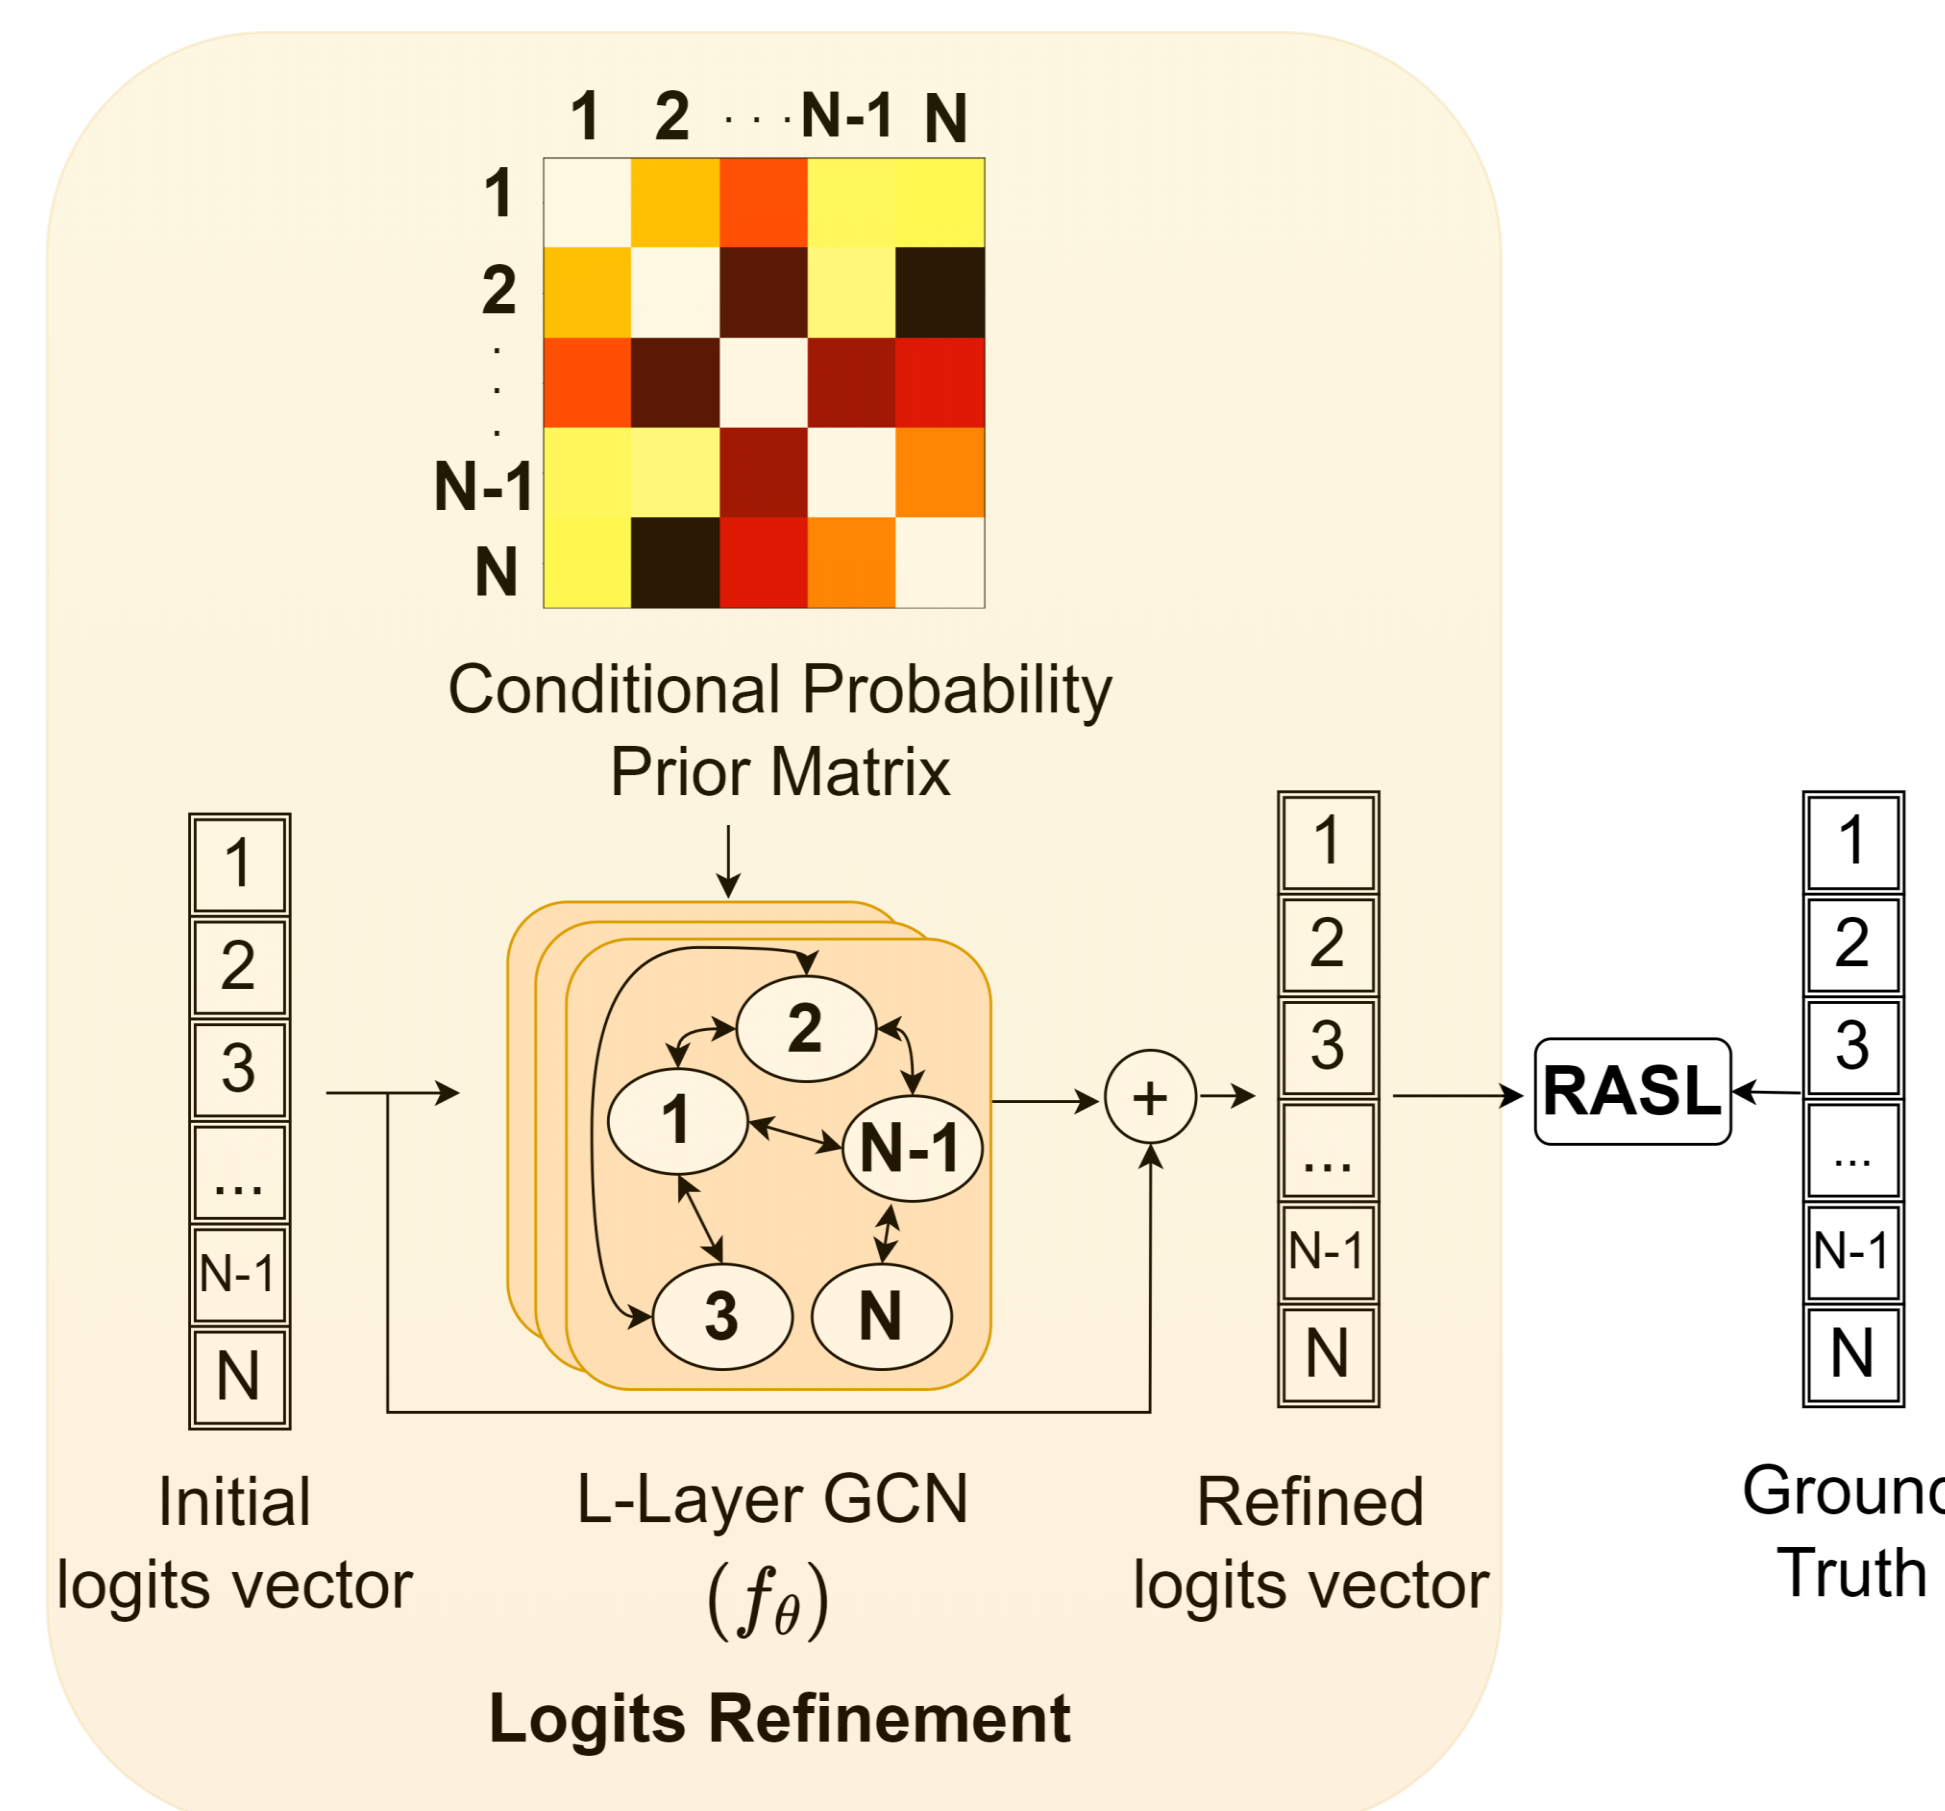 1 2 . . . N-1 N
1
2
.
.
.
N-1
N
Conditional Probability
Prior Matrix
1
2
3
...
N-1
N
Initial
logits vector
2
1
N-1
3
N
L-Layer GCN
(fθ)
+
1
2
3
...
N-1
N
Refined
logits vector
RASL
1
2
3
...
N-1
N
Ground
Truth
Logits Refinement